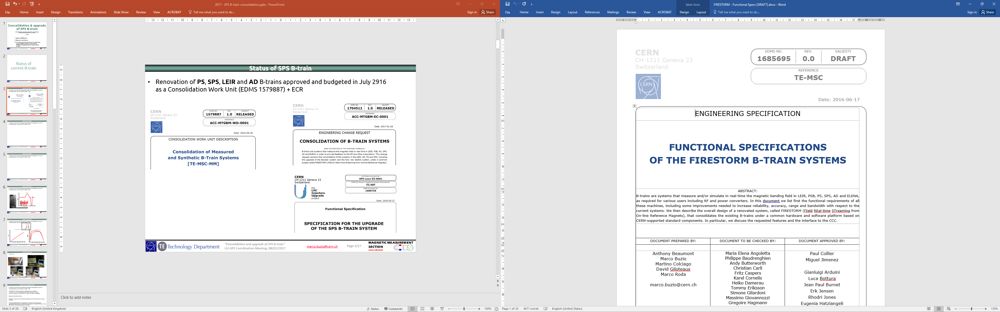 2017 - SPS B-train consolidation.pptx - PowerPoint
File Home Insert Design Transitions Animations Slide Show Review View ACROBAT Tell me what you want to do... Sign in Share
1
Consolidation & upgrade
of SPS B-train
2
Status of
current B-train
3
4
5
6
7
8
9
Status of SPS B-train
• Renovation of PS, SPS, LEIR and AD B-trains approved and budgeted in July 2916
as a Consolidation Work Unit (EDMS 1579887) + ECR
CERN
CH-1211 Geneva 23
Switzerland
EDMS NO. REV. VALIDITY
1579887 1.0 RELEASED
REFERENCE
ACC-MTGBM-WD-0001
CERN
Date: 2016-08-26
CONSOLIDATION WORK UNIT DESCRIPTION
Consolidation of Measured
and Synthetic B-Train Systems
[TE-MSC-MM]
CERN
CH-1211 Geneva 23
Switzerland
EDMS NO. REV. VALIDITY
1704512 1.0 RELEASED
REFERENCE
ACC-MTGBM-EC-0001
CERN
Date: 2017-01-26
ENGINEERING CHANGE REQUEST
CONSOLIDATION OF B-TRAIN SYSTEMS
BRIEF DESCRIPTION OF THE PROPOSED CHANGE(S):
B-trains are systems that measure the magnetic field in real time in LEIR, PSB, PS, SPS,
AD and ELENA in order to provide feedback to the RF and other subsystems. This change
request concerns the consolidation of the systems in the LEIR, AD, PS and SPS, including
the upgrade of the Booster system and the fully new ELENA system, under a common
project called FIRESTORM (Field In Real-time Streaming from Online Reference Magnets).
CERN
CH-1211 Geneva 23
Switzerland
the
LHC
Injectors
Upgrade
project
LIU Project Document No.
SPS-xxxx-ES-0001
CERN Div./Group or Supplier/Contractor Document No.
TE/ABT
EDMS Document No.
1689759
Date: 2016-05-27
Functional Specification
SPECIFICATION FOR THE UPGRADE
OF THE SPS B-TRAIN SYSTEM
CERN
TE Technology Department
"Consolidation and upgrade of SPS B-train"
LIU-SPS Coordination Meeting, 08/02/2017
marco.buzio@cern.ch
Page 3/27
MAGNETIC MEASUREMENT
SECTION
cern.ch/mm
Click to add notes
Slide 3 of 28 English (United Kingdom) Notes Comments 100%
Table Tools FIRESTORM - Functional Specs [DRAFT].docx - Word
File Home Insert Design Layout References Mailings Review View ACROBAT Design Layout Tell me what you want to do... Sign in Share
CERN
CH-1211 Geneva 23
Switzerland
CERN
EDMS NO. REV. VALIDITY
1685695 0.0 DRAFT
REFERENCE
TE-MSC
Date: 2016-06-17
ENGINEERING SPECIFICATION
FUNCTIONAL SPECIFICATIONS
OF THE FIRESTORM B-TRAIN SYSTEMS
ABSTRACT:
B-trains are systems that measure and/or simulate in real-time the magnetic bending field in LEIR, PSB, PS, SPS, AD and ELENA,
as required for various users including RF and power converters. In this document we list first the functional requirements of all
these machines, including some improvements needed to increase reliability, accuracy, range and bandwidth with respect to the
current systems. We then describe the overall design of a renovated system, called FIRESTORM (FIeld REal-time STreaming from
On-line Reference Magnets), that consolidates the existing B-trains under a common hardware and software platform based on
CERN-supported standard components. In particular, we discuss the requested features and the interface to the CCC.
DOCUMENT PREPARED BY: DOCUMENT TO BE CHECKED BY: DOCUMENT APPROVED BY:
Anthony Beaumont
Marco Buzio
Martino Colciago
David Giloteaux
Marco Roda
marco.buzio@cern.ch
Maria Elena Angoletta
Philippe Baudrenghien
Andy Butterworth
Christian Carli
Fritz Caspers
Karel Cornelis
Heiko Damerau
Tommy Eriksson
Simone Gilardoni
Massimo Giovannozzi
Gregoire Hagmann
Paul Collier
Miguel Jimenez
Gianluigi Arduini
Luca Bottura
Jean Paul Burnet
Erk Jensen
Rhodri Jones
Eugenia Hatziangeli
Page 1 of 25 4671 words English (United States) 130%